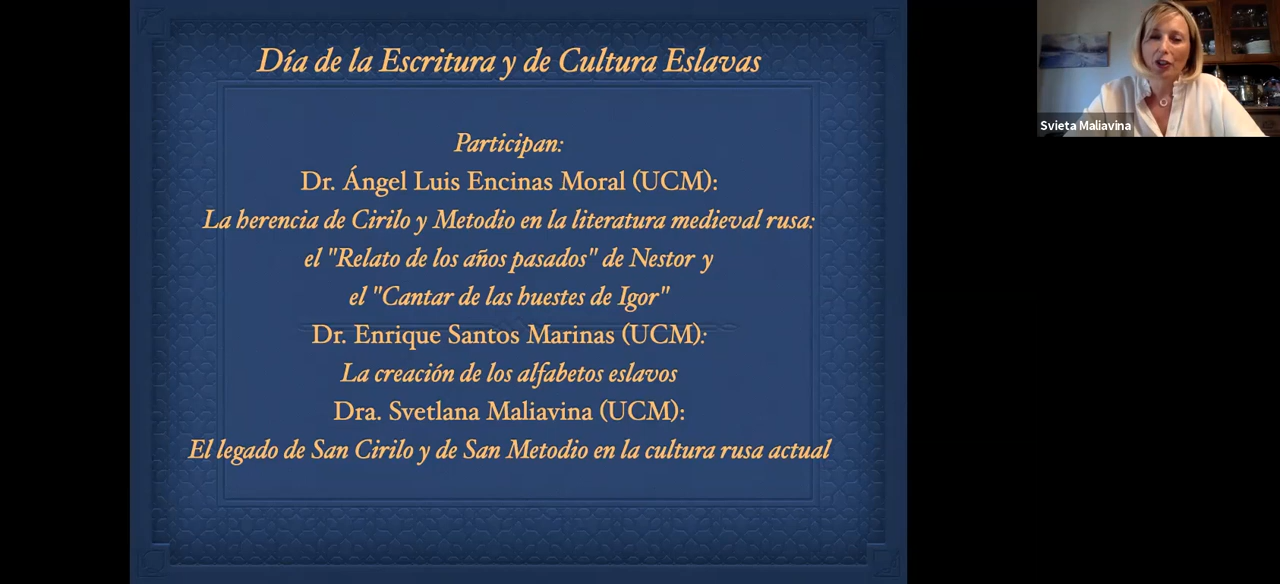 Día de la Escritura y de Cultura Eslavas
Participan:
Dr. Ángel Luis Encinas Moral (UCM):
La herencia de Cirilo y Metodio en la literatura medieval rusa:
el "Relato de los años pasados" de Nestor y
el "Cantar de las huestes de Igor"
Dr. Enrique Santos Marinas (UCM):
La creación de los alfabetos eslavos
Dra. Svetlana Maliavina (UCM):
El legado de San Cirilo y de San Metodio en la cultura rusa actual
Svieta Maliavina